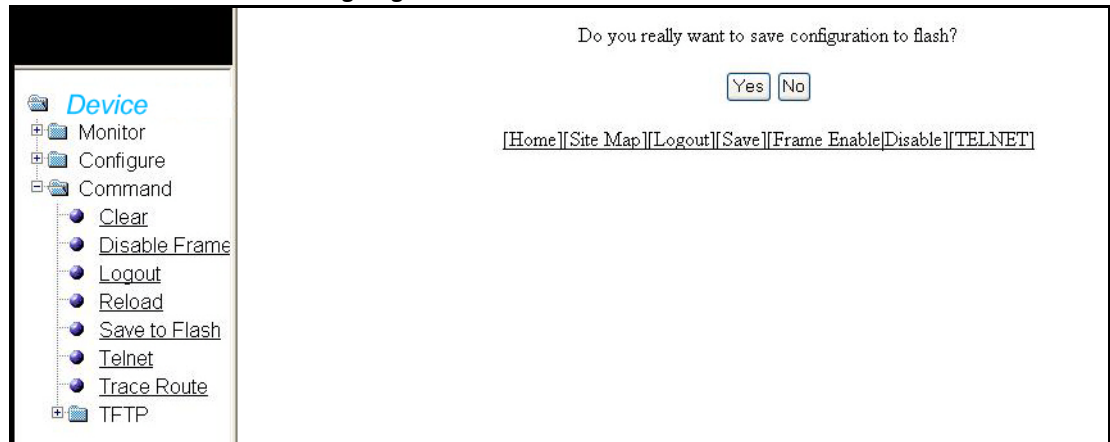 Do you really want to save configuration to flash?
Yes No
[Home][Site Map][Logout][Save][Frame Enable|Disable][TELNET]
Device
Monitor
Configure
Command
Clear
Disable Frame
Logout
Reload
Save to Flash
Telnet
Trace Route
TFTP